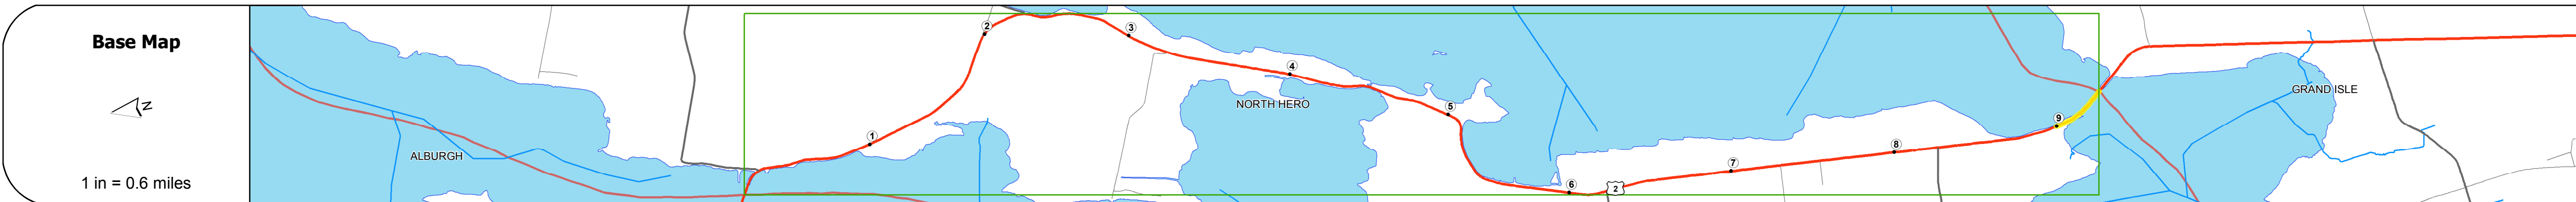 Base Map
N
1 in = 0.6 miles
ALBURGH
1
2
3
4
NORTH HERO
5
6
2
7
8
9
GRAND ISLE